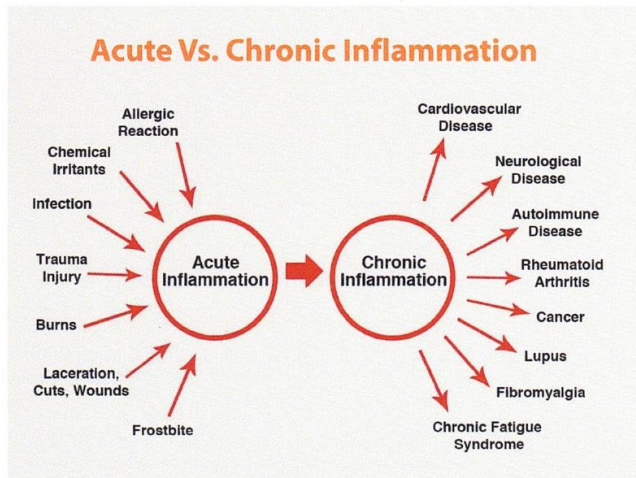 Acute Vs. Chronic Inflammation
Allergic
Reaction
Chemical
Irritants
Infection
Trauma
Injury
Burns
Laceration,
Cuts, Wounds
Frostbite
Acute
Inflammation
Chronic
Inflammation
Cardiovascular
Disease
Neurological
Disease
Autoimmune
Disease
Rheumatoid
Arthritis
Cancer
Lupus
Fibromyalgia
Chronic Fatigue
Syndrome